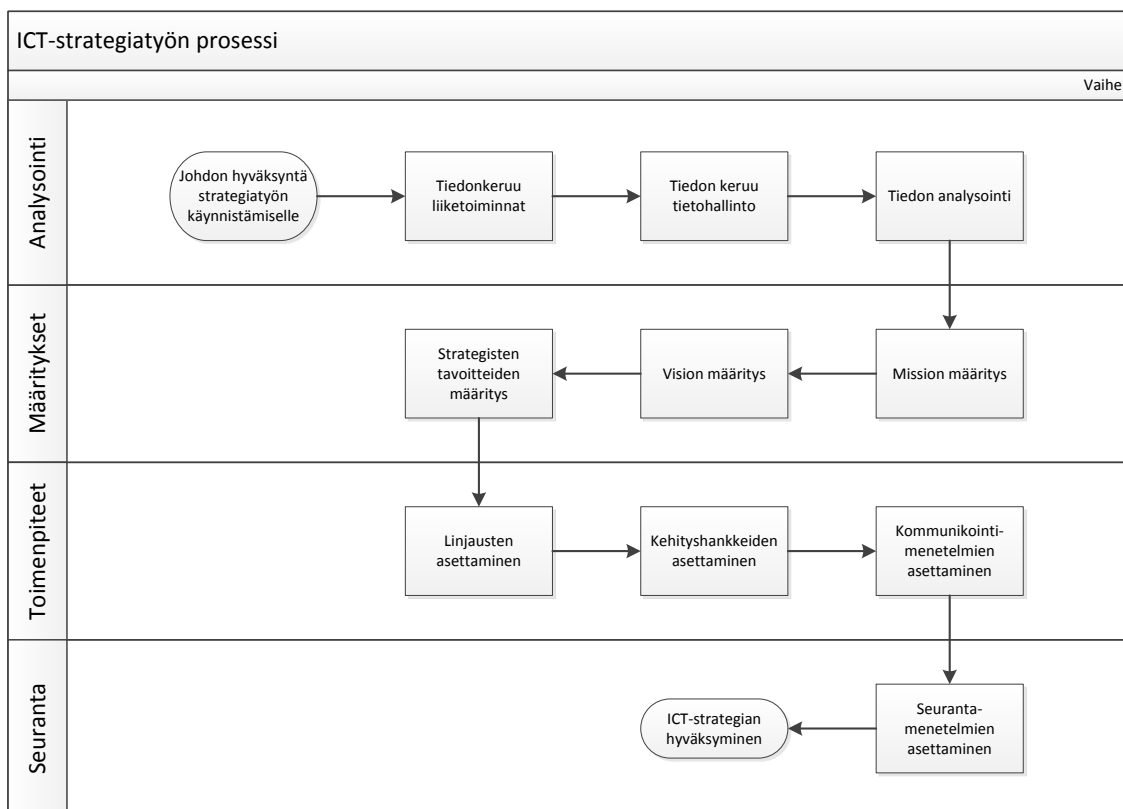 ICT-strategiatyön prosessi
Vaihe
Analysointi
Johdon hyväksyntä
strategiatyön
käynnistämiselle
Tiedonkeruu
liiketoiminnat
Tiedon keruu
tietohallinto
Tiedon analysointi
Määritykset
Strategisten
tavoitteiden
määritys
Vision määritys
Mission määritys
Toimenpiteet
Linjausten
asettaminen
Kehityshankkeiden
asettaminen
Kommunikointi-
menetelmien
asettaminen
Seuranta
ICT-strategian
hyväksyminen
Seuranta-
menetelmien
asettaminen